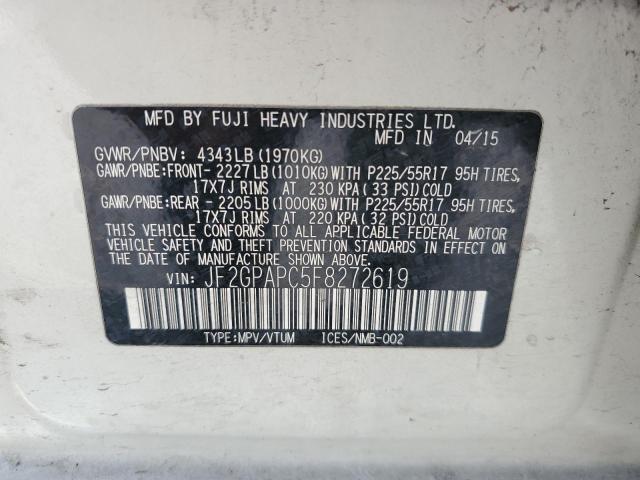 MFD BY FUJI HEAVY INDUSTRIES LTD.
MFD IN 04/15
GVWR/PNBV: 4343LB(1970KG)
GAWR/PNBE:FRONT- 2227LB(1010KG)WITH P225/55R17 95H TIRES,
17X7J RIMS AT 230 KPA(33 PSI)COLD
GAWR/PNBE:REAR - 2205LB(1000KG)WITH P225/55R17 95H TIRES,
17X7J RIMS AT 220 KPA(32 PSI)COLD
THIS VEHICLE CONFORMS TO ALL APPLICABLE FEDERAL MOTOR
VEHICLE SAFETY AND THEFT PREVENTION STANDARDS IN EFFECT
ON THE DATE OF MANUFACTURE SHOWN ABOVE.
VIN: JF2GPAPC5F8272619
TYPE:MPV/VTUM ICES/NMB-002